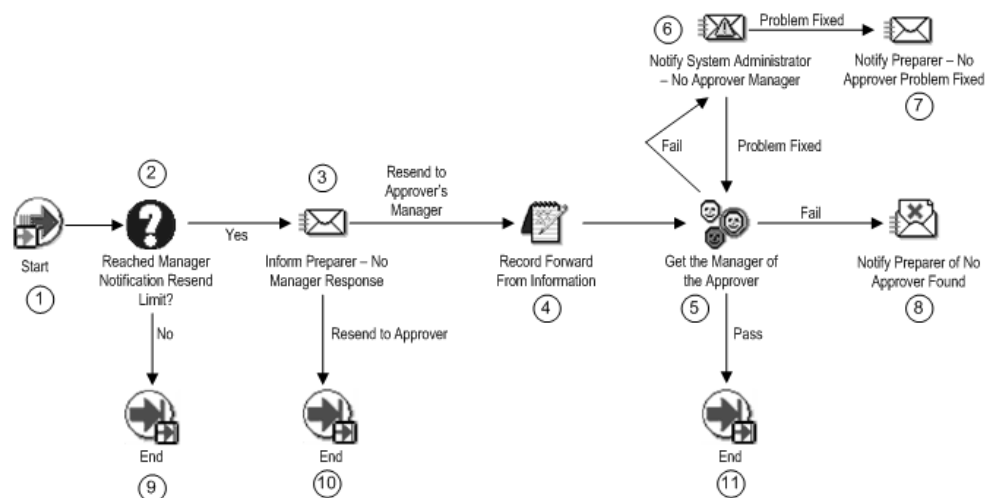 6
Problem Fixed
Notify System Administrator
– No Approver Manager
Notify Preparer – No
Approver Problem Fixed
7
Fail
Problem Fixed
2
3
Resend to
Approver's
Manager
Yes
Fail
Start
1
Reached Manager
Notification Resend
Limit?
Inform Preparer – No
Manager Response
Record Forward
From Information
4
Get the Manager of
the Approver
5
Notify Preparer of No
Approver Found
8
No
Resend to Approver
Pass
End
9
End
10
End
11